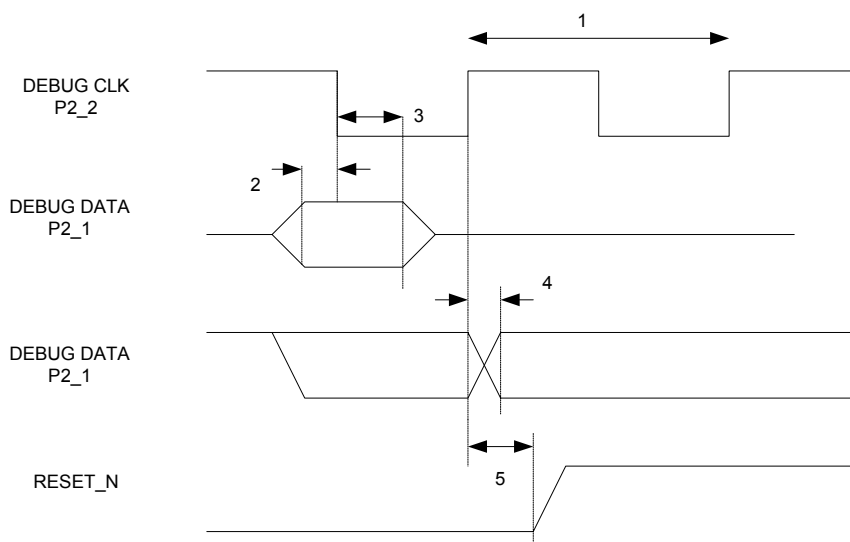 1
DEBUG CLK
P2_2
3
2
DEBUG DATA
P2_1
4
DEBUG DATA
P2_1
RESET_N
5